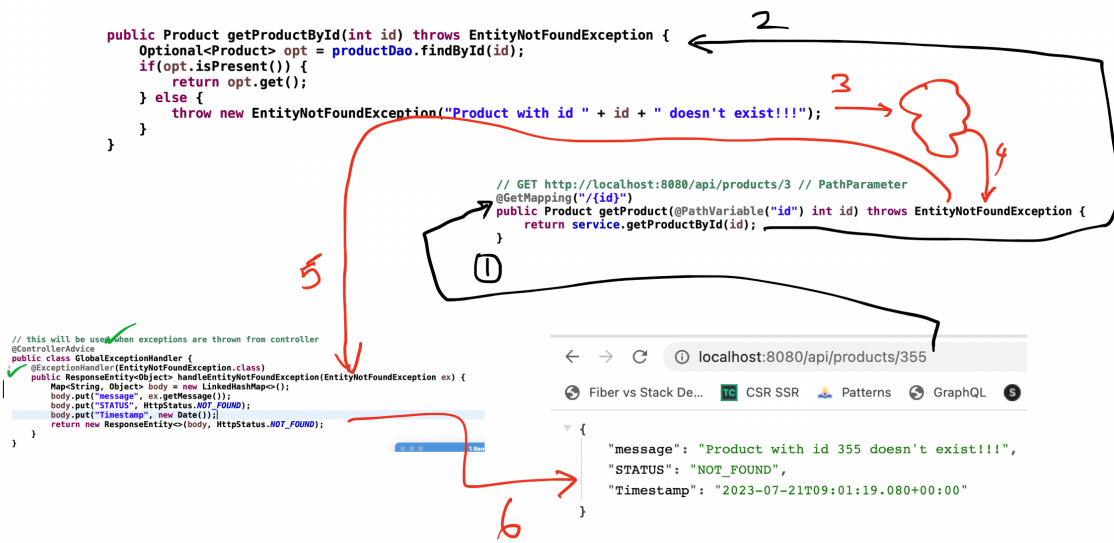 2
public Product getProductById(int id) throws EntityNotFoundException {
Optional<Product> opt = productDao.findById(id);
if(opt.isPresent()) {
return opt.get();
} else {
throw new EntityNotFoundException("Product with id " + id + " doesn't exist!!!");
}
}
3
4
// GET http://localhost:8080/api/products/3 // PathParameter
@GetMapping("/{id}")
public Product getProduct(@PathVariable("id") int id) throws EntityNotFoundException {
return service.getProductById(id);
}
1
5
// this will be used when exceptions are thrown from controller
@ControllerAdvice
public class GlobalExceptionHandler {
@ExceptionHandler(EntityNotFoundException.class)
public ResponseEntity<Object> handleEntityNotFoundException(EntityNotFoundException ex) {
Map<String, Object> body = new LinkedHashMap<>();
body.put("message", ex.getMessage());
body.put("STATUS", HttpStatus.NOT_FOUND);
body.put("Timestamp", new Date());
return new ResponseEntity<>(body, HttpStatus.NOT_FOUND);
}
}
localhost:8080/api/products/355
Fiber vs Stack De... TC CSR SSR Patterns GraphQL S
{
"message": "Product with id 355 doesn't exist!!!",
"STATUS": "NOT_FOUND",
"Timestamp": "2023-07-21T09:01:19.080+00:00"
}
6